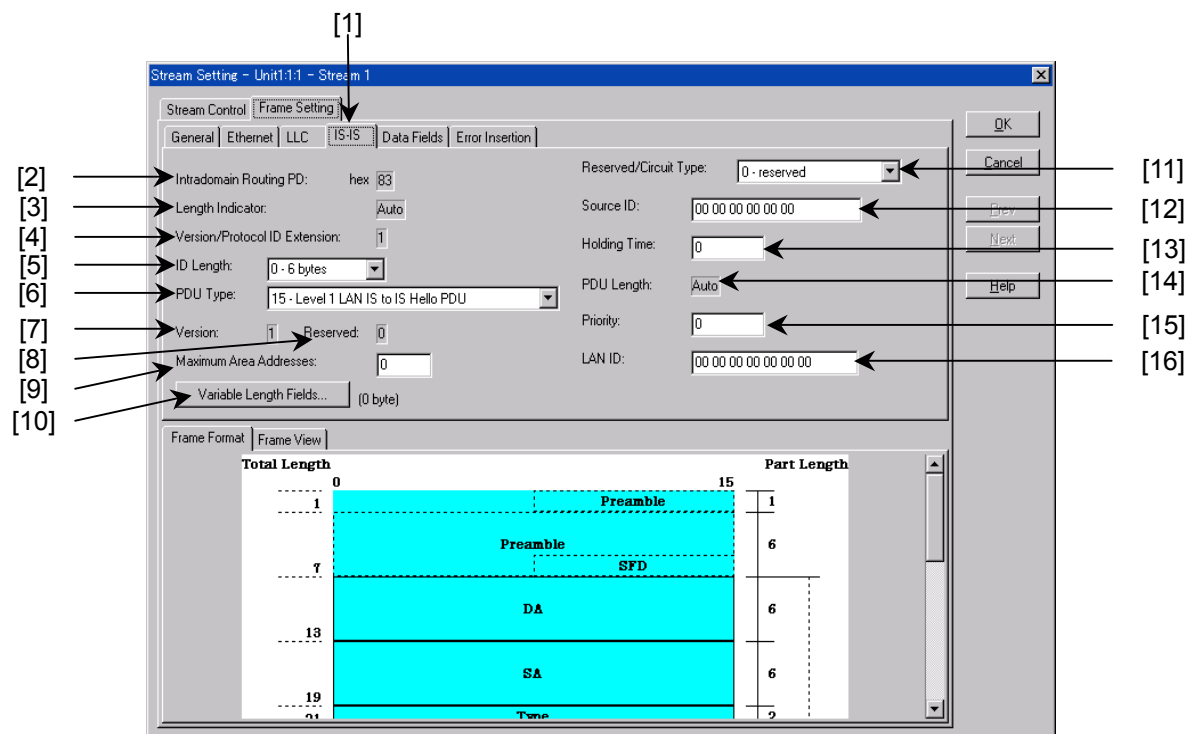 [1]
Stream Setting - Unit1:1:1 - Stream 1
Stream Control Frame Setting
General Ethernet LLC IS-IS Data Fields Error Insertion
OK
Cancel
Prev
Next
Help
[2] Intradomain Routing PD: hex 83
[3] Length Indicator: Auto
[4] Version/Protocol ID Extension: 1
[5] ID Length: 0 - 6 bytes
[6] PDU Type: 15 - Level 1 LAN IS to IS Hello PDU
[7] Version: 1 Reserved: 0
[8]
[9] Maximum Area Addresses: 0
[10] Variable Length Fields... (0 byte)
Reserved/Circuit Type: 0 - reserved [11]
Source ID: 00 00 00 00 00 00 [12]
Holding Time: 0 [13]
PDU Length: Auto [14]
Priority: 0 [15]
LAN ID: 00 00 00 00 00 00 00 [16]
Frame Format Frame View
Total Length Part Length
0 15
1 Preamble 1
Preamble 6
7 SFD
DA 6
13
SA 6
19
21 Type 2